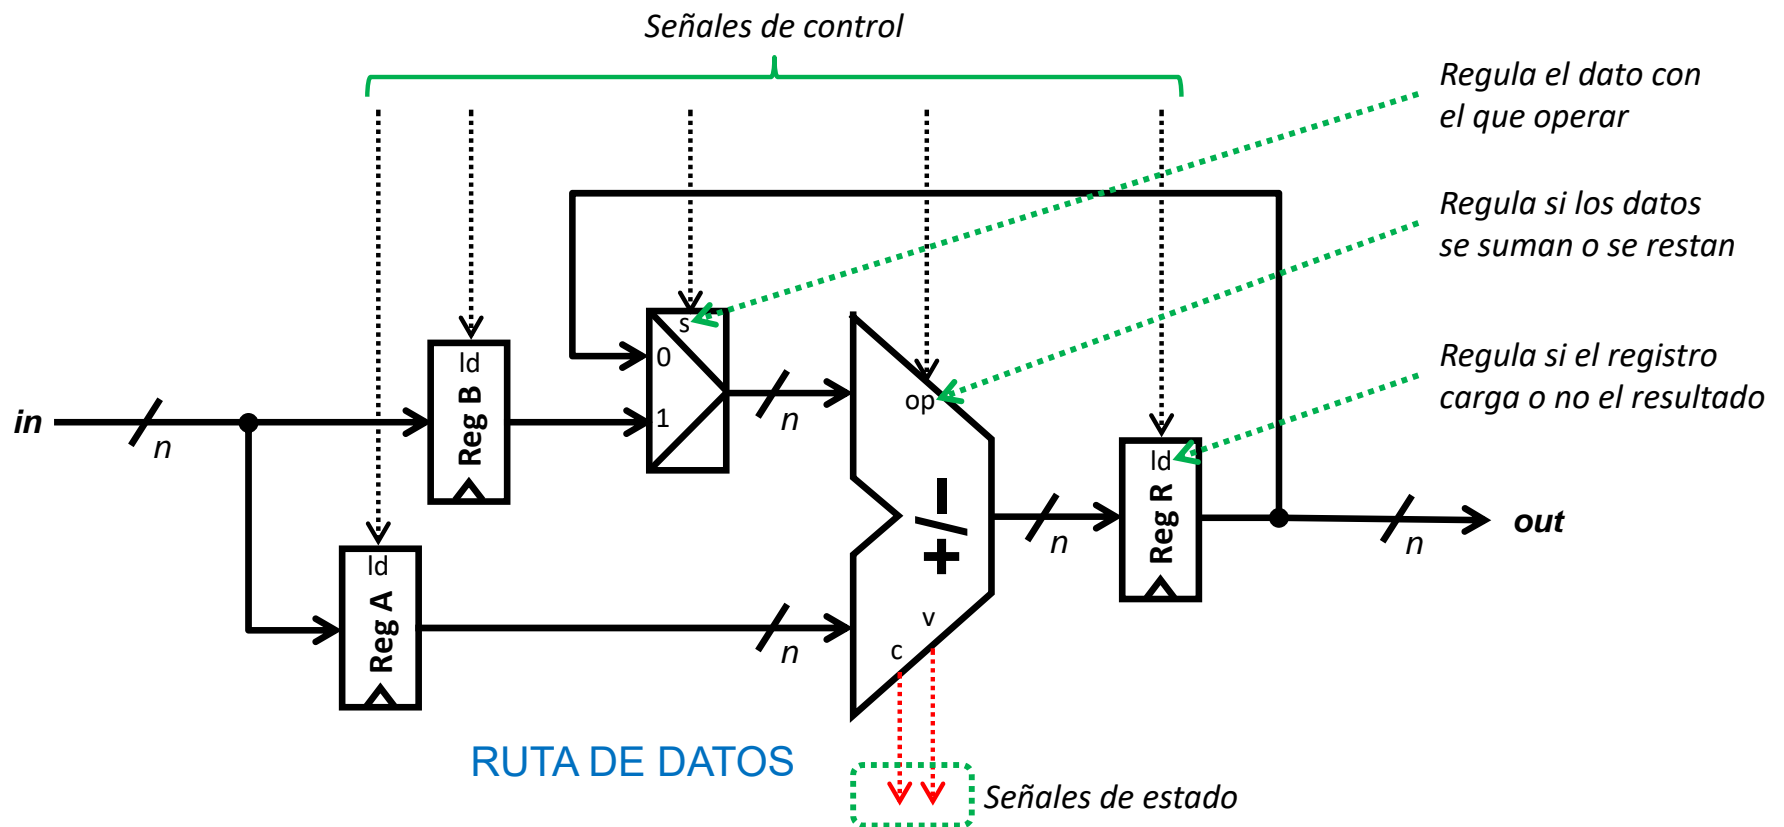 Señales de control
Regula el dato con
el que operar
Regula si los datos
se suman o se restan
Regula si el registro
carga o no el resultado
in
n
ld
Reg B
ld
Reg A
s
0
1
n
n
op
+/−
v
c
n
ld
Reg R
n
out
RUTA DE DATOS
Señales de estado